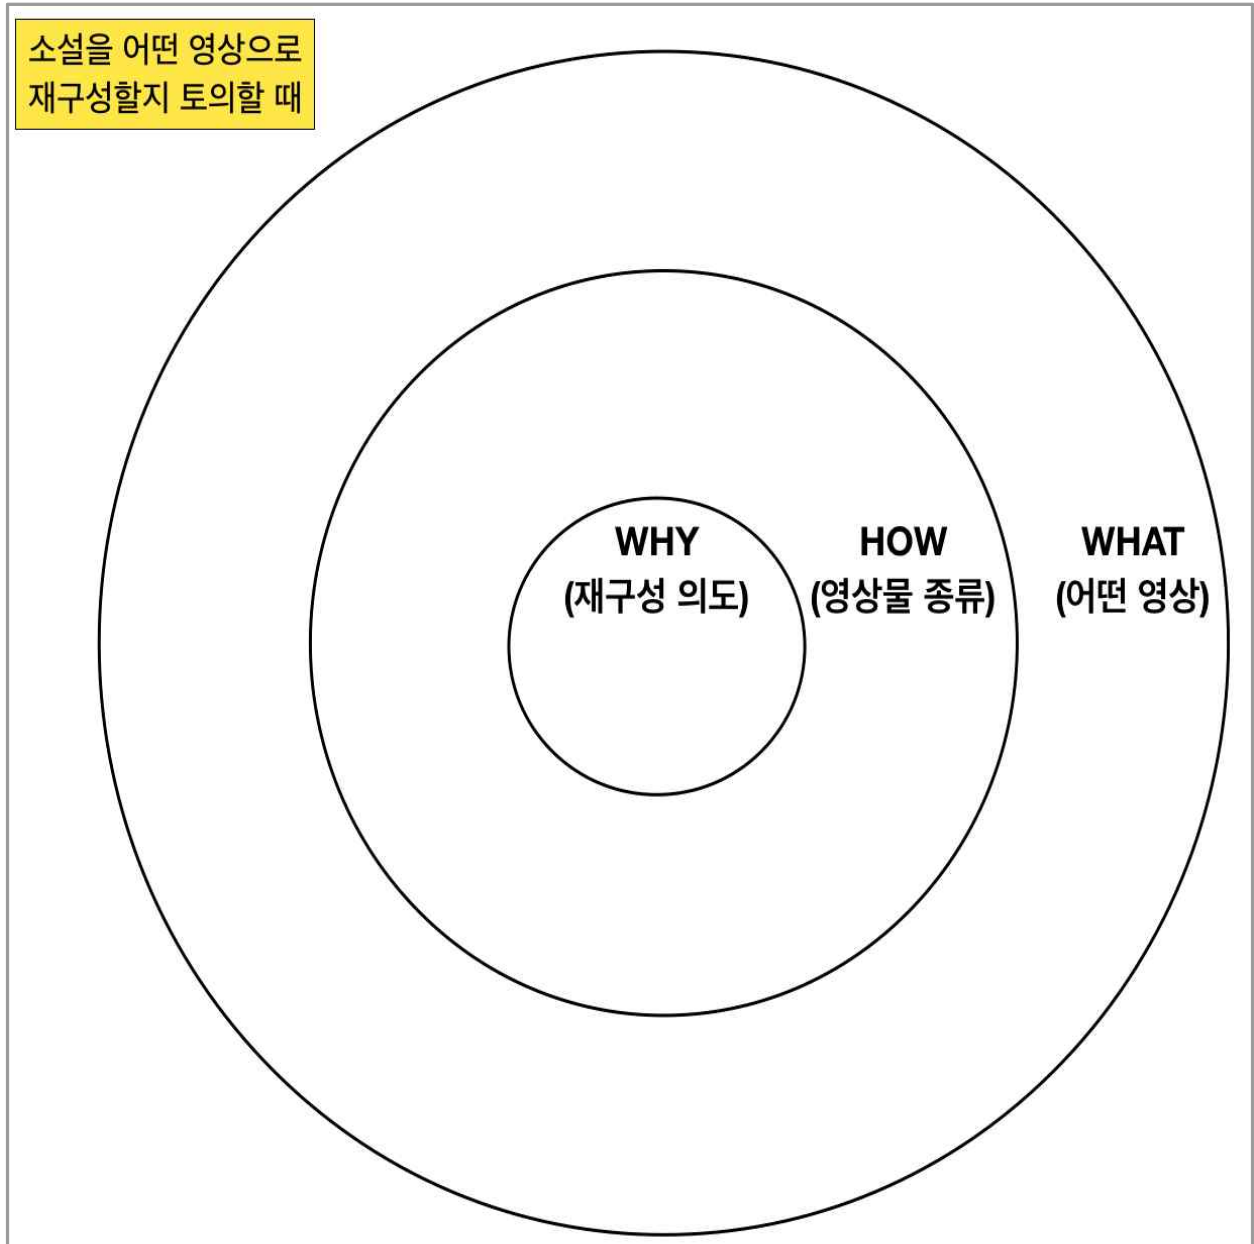 소설을 어떤 영상으로
재구성할지 토의할 때
WHY
(재구성 의도)
HOW
(영상물 종류)
WHAT
(어떤 영상)